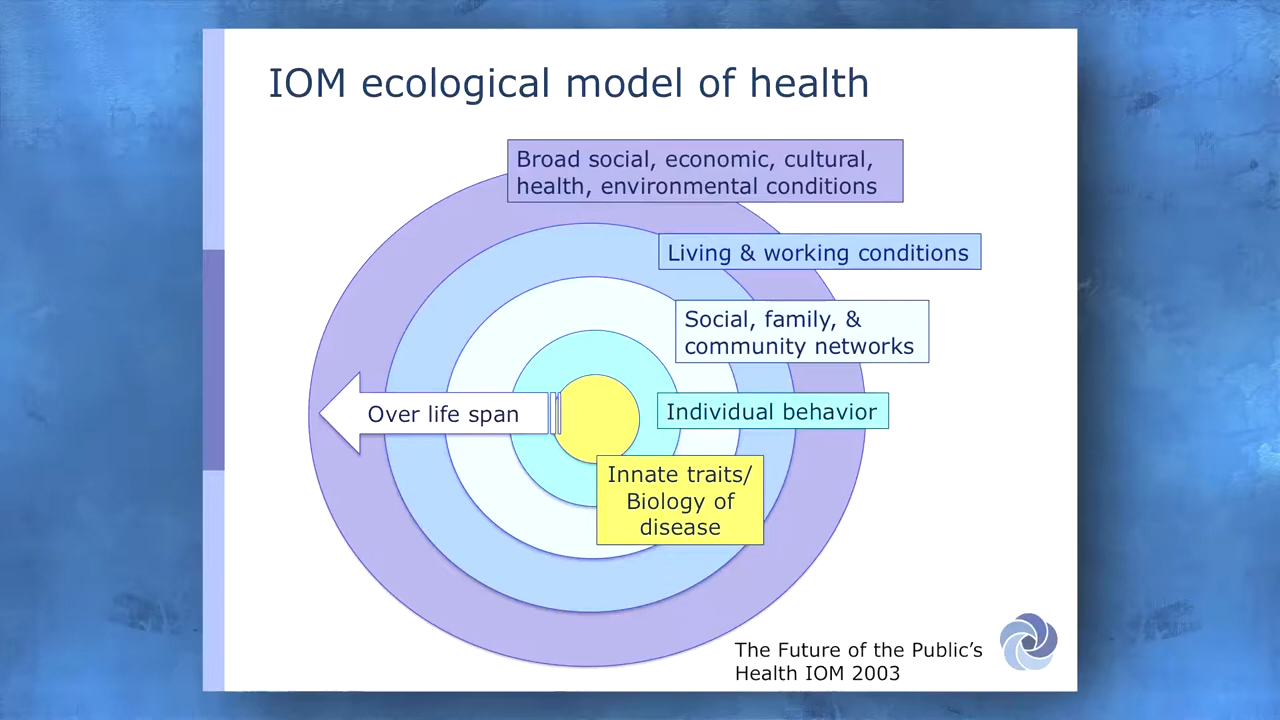 IOM ecological model of health
Broad social, economic, cultural,
health, environmental conditions
Living & working conditions
Social, family, &
community networks
Over life span
Individual behavior
Innate traits/
Biology of
disease
The Future of the Public’s
Health IOM 2003